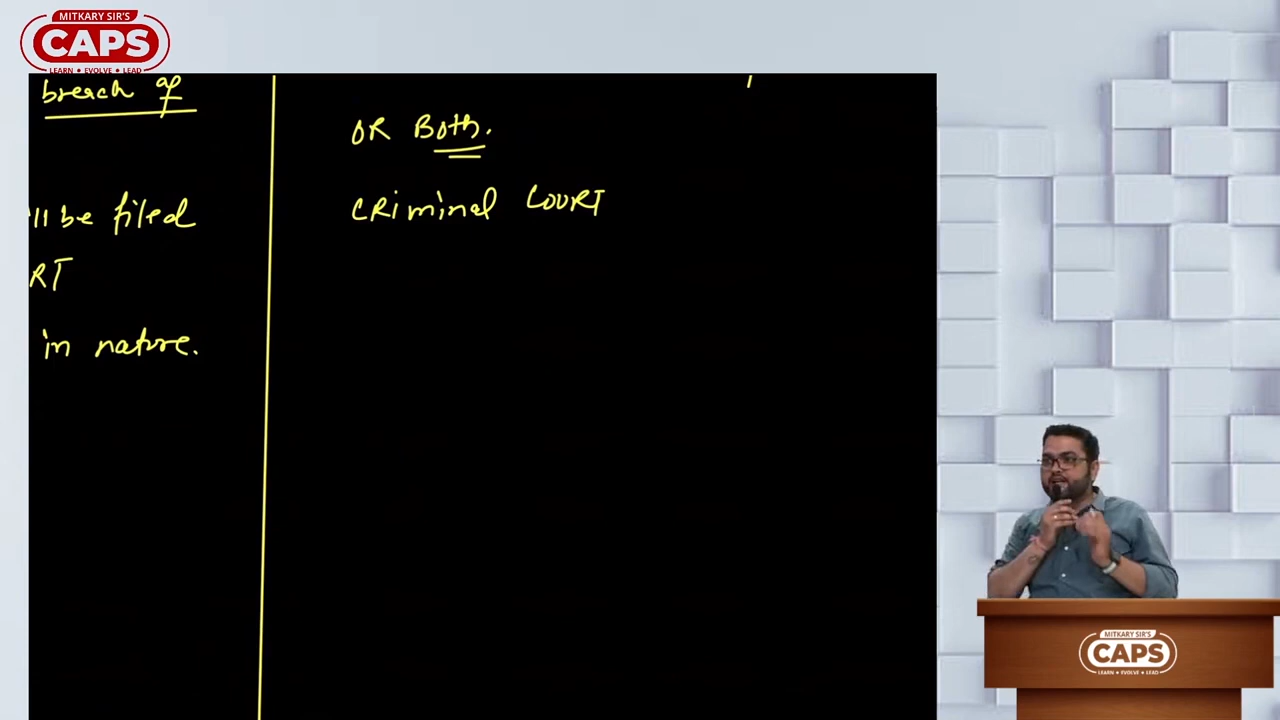 MITKARY SIR'S
CAPS
LEARN • EVOLVE • LEAD
breach of
'll be filed
RT
in nature.
OR Both.
CRiminal COURT
MITKARY SIR'S
CAPS
LEARN • EVOLVE • LEAD